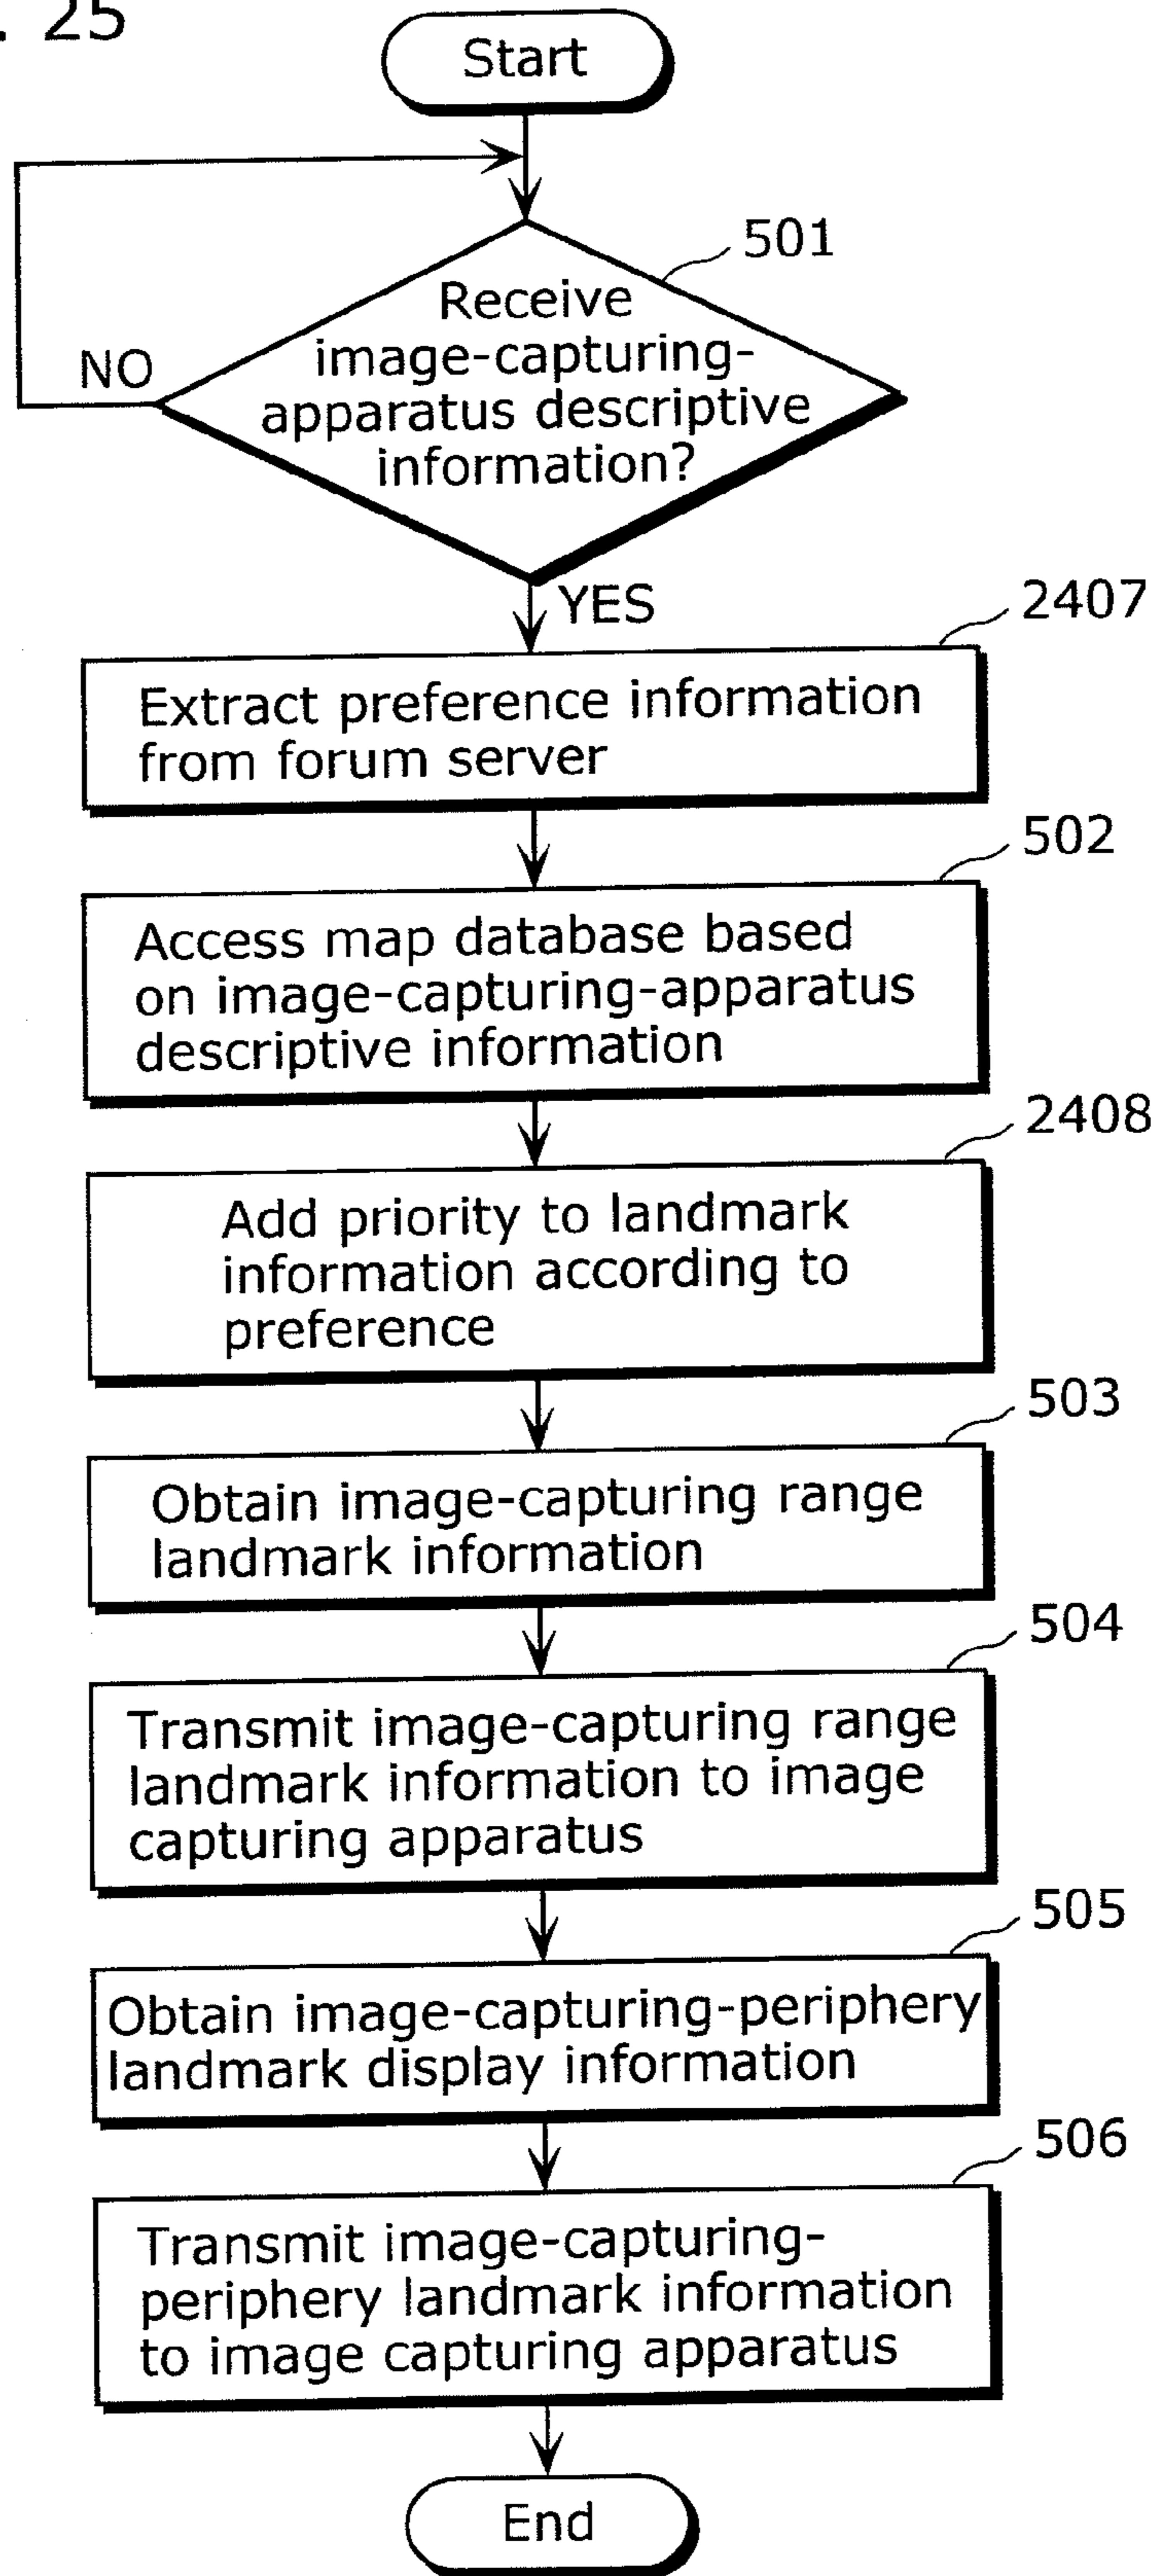 . 25
Start
501
Receive
image-capturing-
apparatus descriptive
information?
NO
YES
2407
Extract preference information
from forum server
502
Access map database based
on image-capturing-apparatus
descriptive information
2408
Add priority to landmark
information according to
preference
503
Obtain image-capturing range
landmark information
504
Transmit image-capturing range
landmark information to image
capturing apparatus
505
Obtain image-capturing-periphery
landmark display information
506
Transmit image-capturing-
periphery landmark information
to image capturing apparatus
End